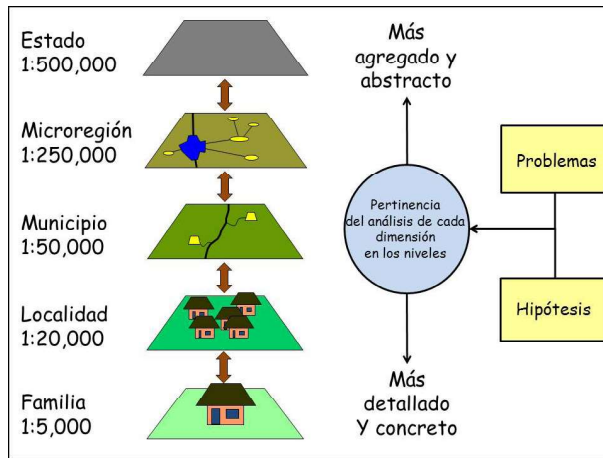 Estado
1:500,000
Microregión
1:250,000
Municipio
1:50,000
Localidad
1:20,000
Familia
1:5,000
Más
agregado y
abstracto
Pertinencia
del análisis de cada
dimensión
en los niveles
Más
detallado
Y concreto
Problemas
Hipótesis